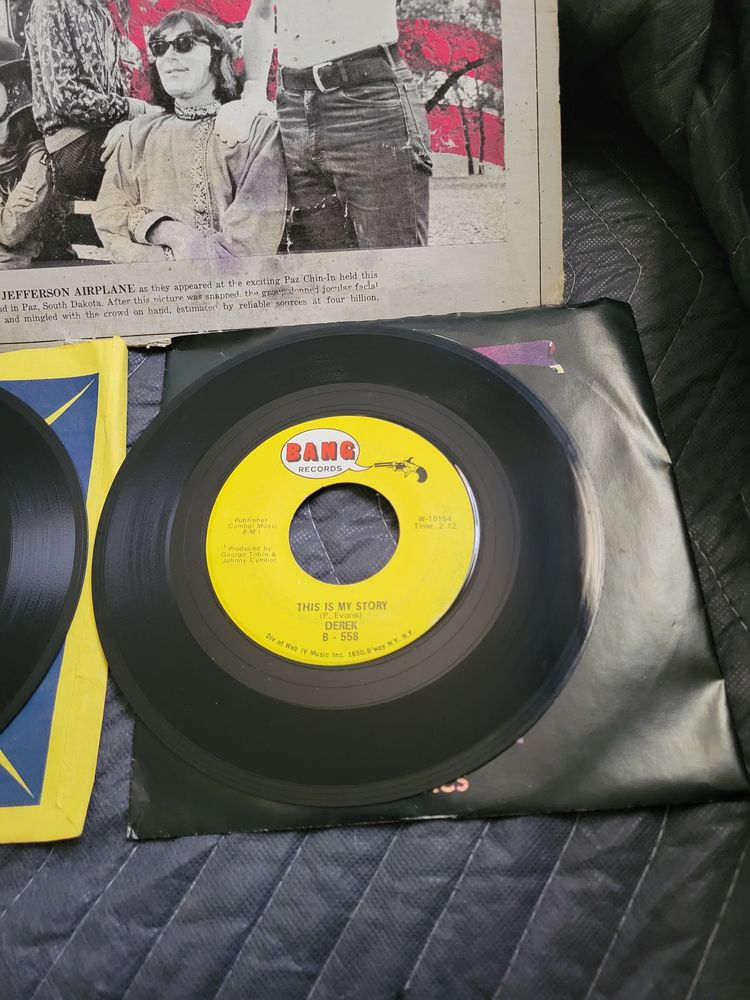 JEFFERSON AIRPLANE as they appeared at the exciting Paz Chin-In held this
d in Paz, South Dakota. After this picture was snapped the group donned jocular facial
and mingled with the crowd on hand, estimated by reliable sources at four billion.
BANG
RECORDS
Publisher
Cymbal Music
B M I
Produced by
George Tobin &
Johnny Cymbal
W-10154
Time: 2:12
THIS IS MY STORY
(P. Evans)
DEREK
B - 558
Div of Web IV Music Inc. 1650, B'way N.Y. N.Y.